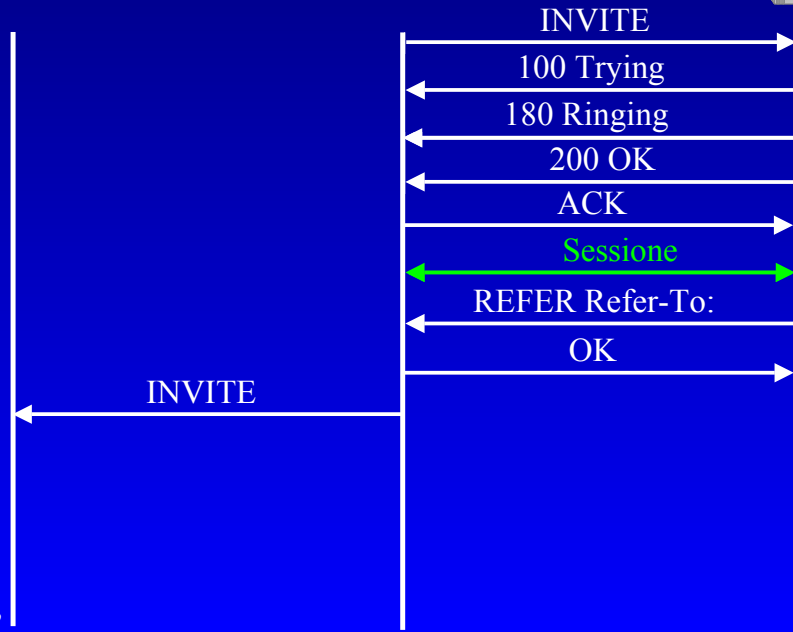 INVITE
100 Trying
180 Ringing
200 OK
ACK
Sessione
REFER Refer-To:
OK
INVITE